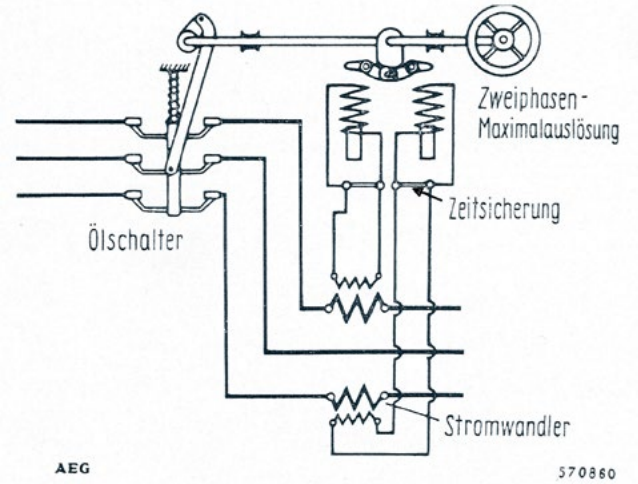 Zweiphasen-
Maximalauslösung
Zeitsicherung
Ölschalter
Stromwandler
AEG
570860